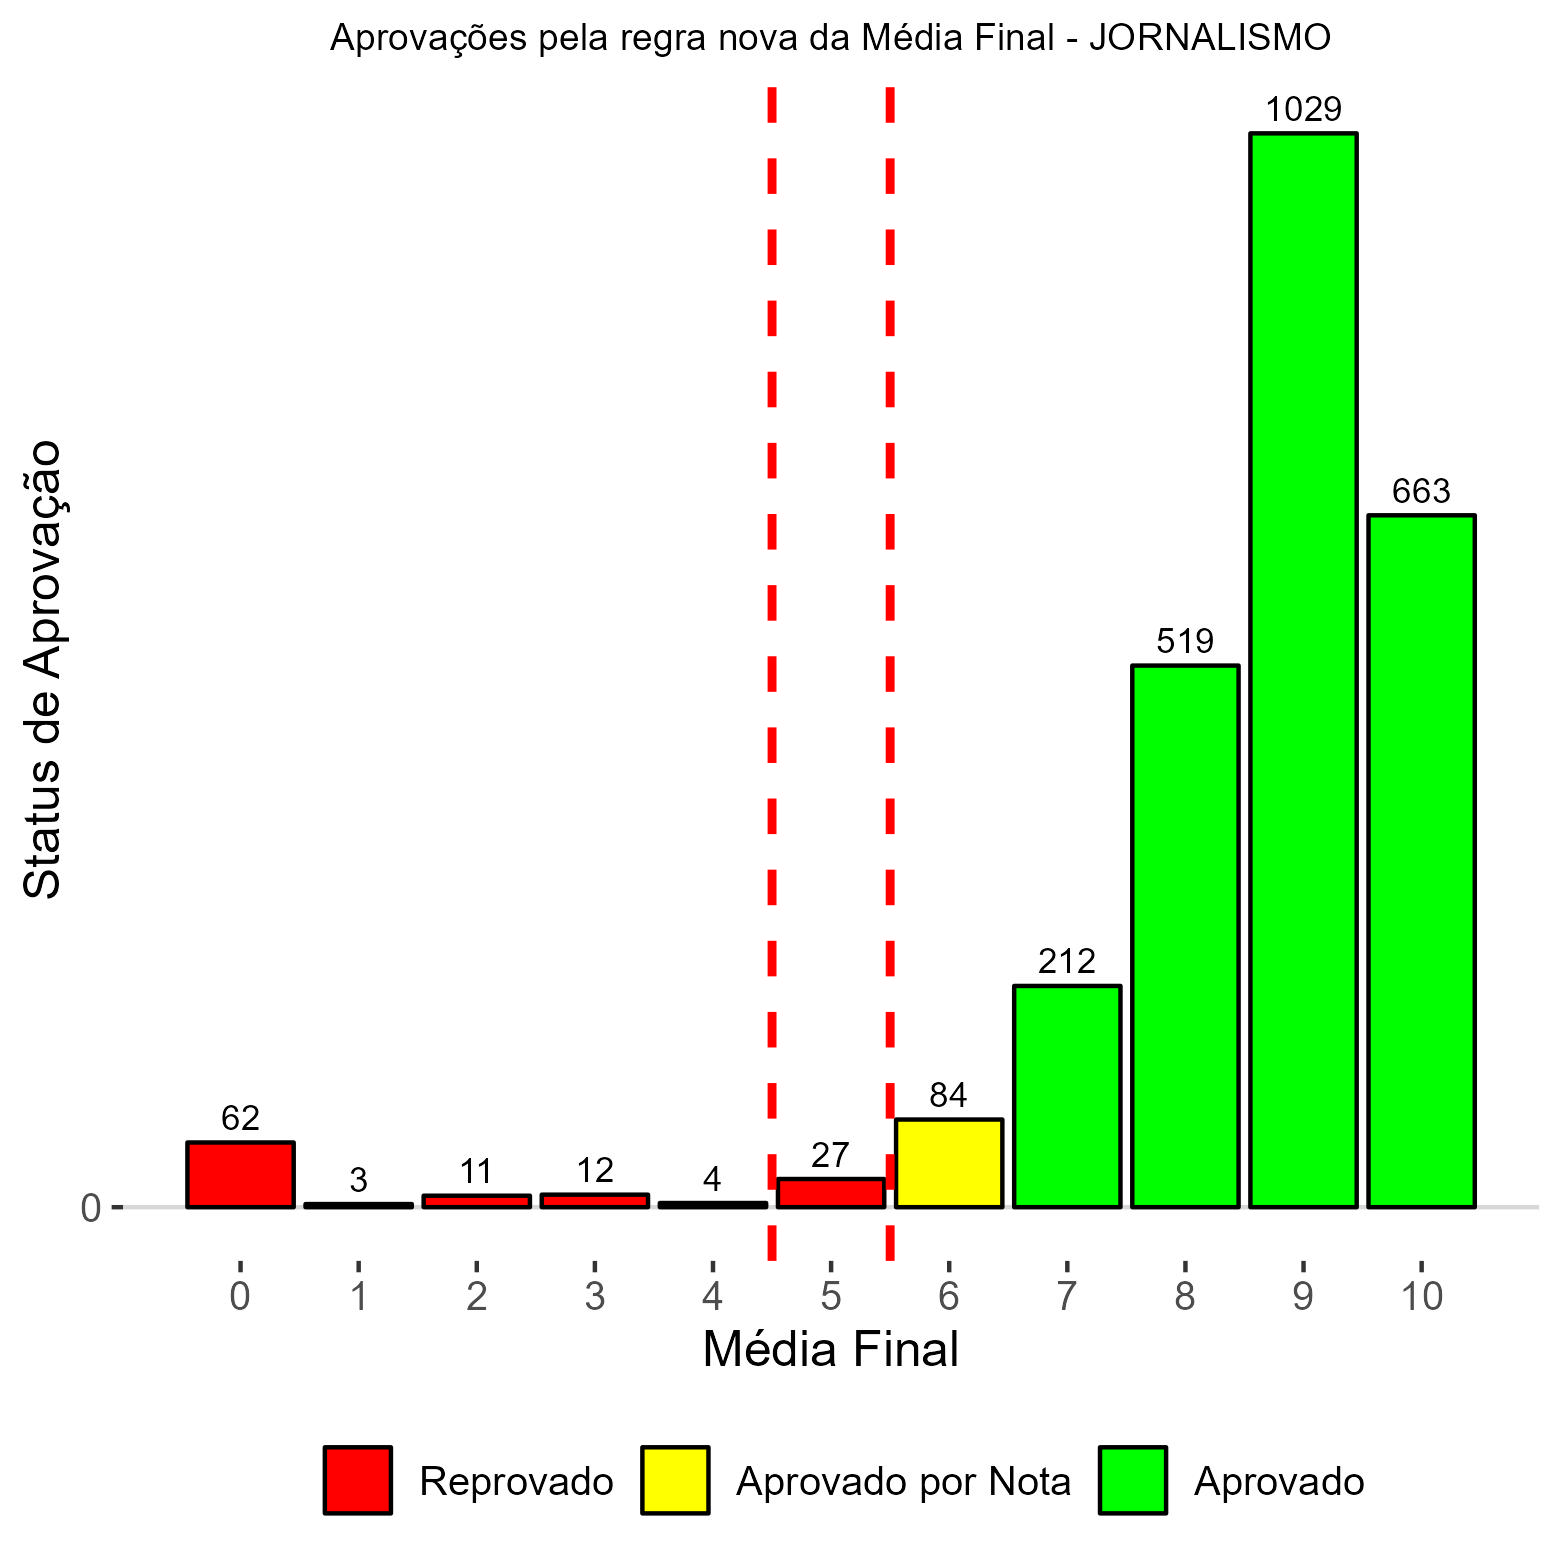 Aprovações pela regra nova da Média Final - JORNALISMO
1029
663
519
212
84
62
27
3
11
12
4
Status de Aprovação
0
0 1 2 3 4 5 6 7 8 9 10
Média Final
Reprovado Aprovado por Nota Aprovado